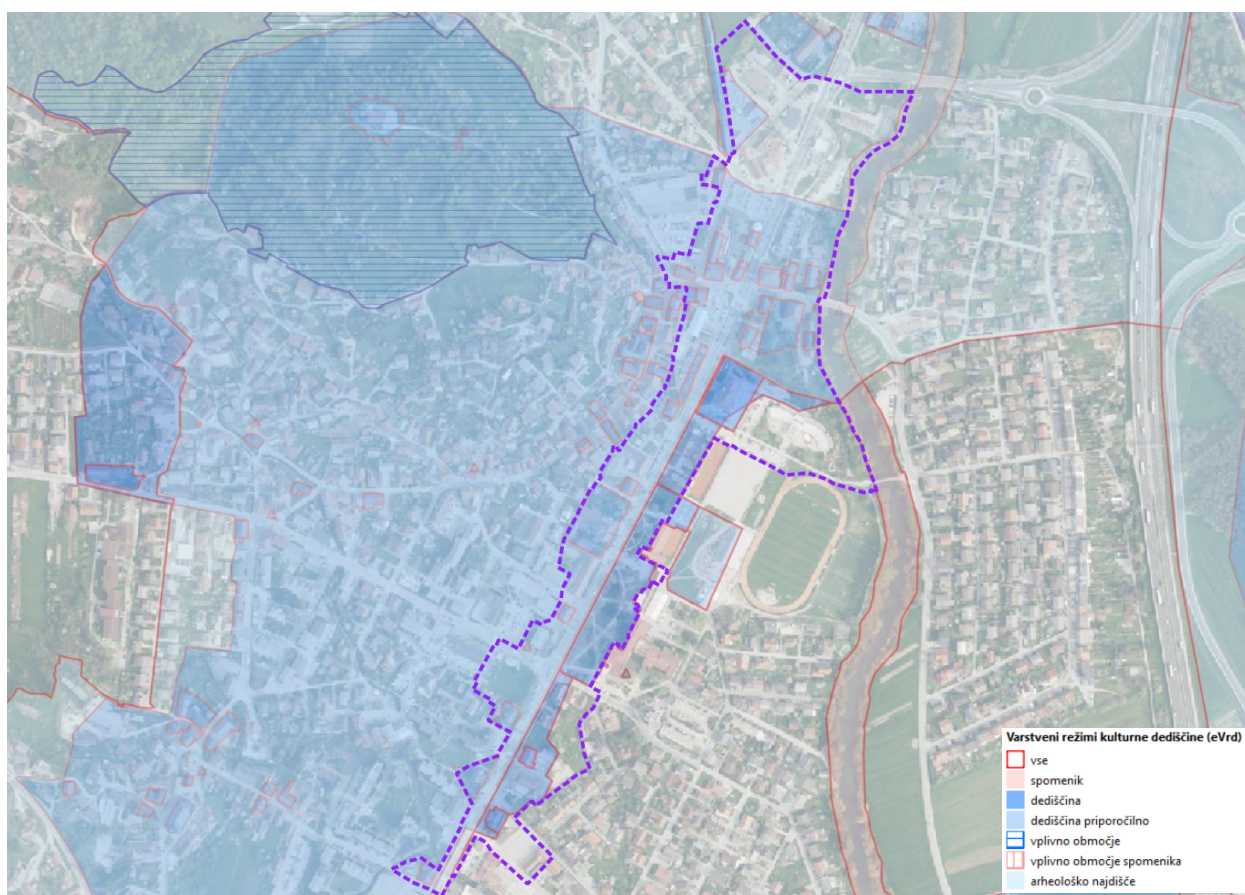 Varstveni režimi kulturne dediščine (eVrd)
vse
spomenik
dediščina
dediščina priporočilno
vplivno območje
vplivno območje spomenika
arheološko najdišče